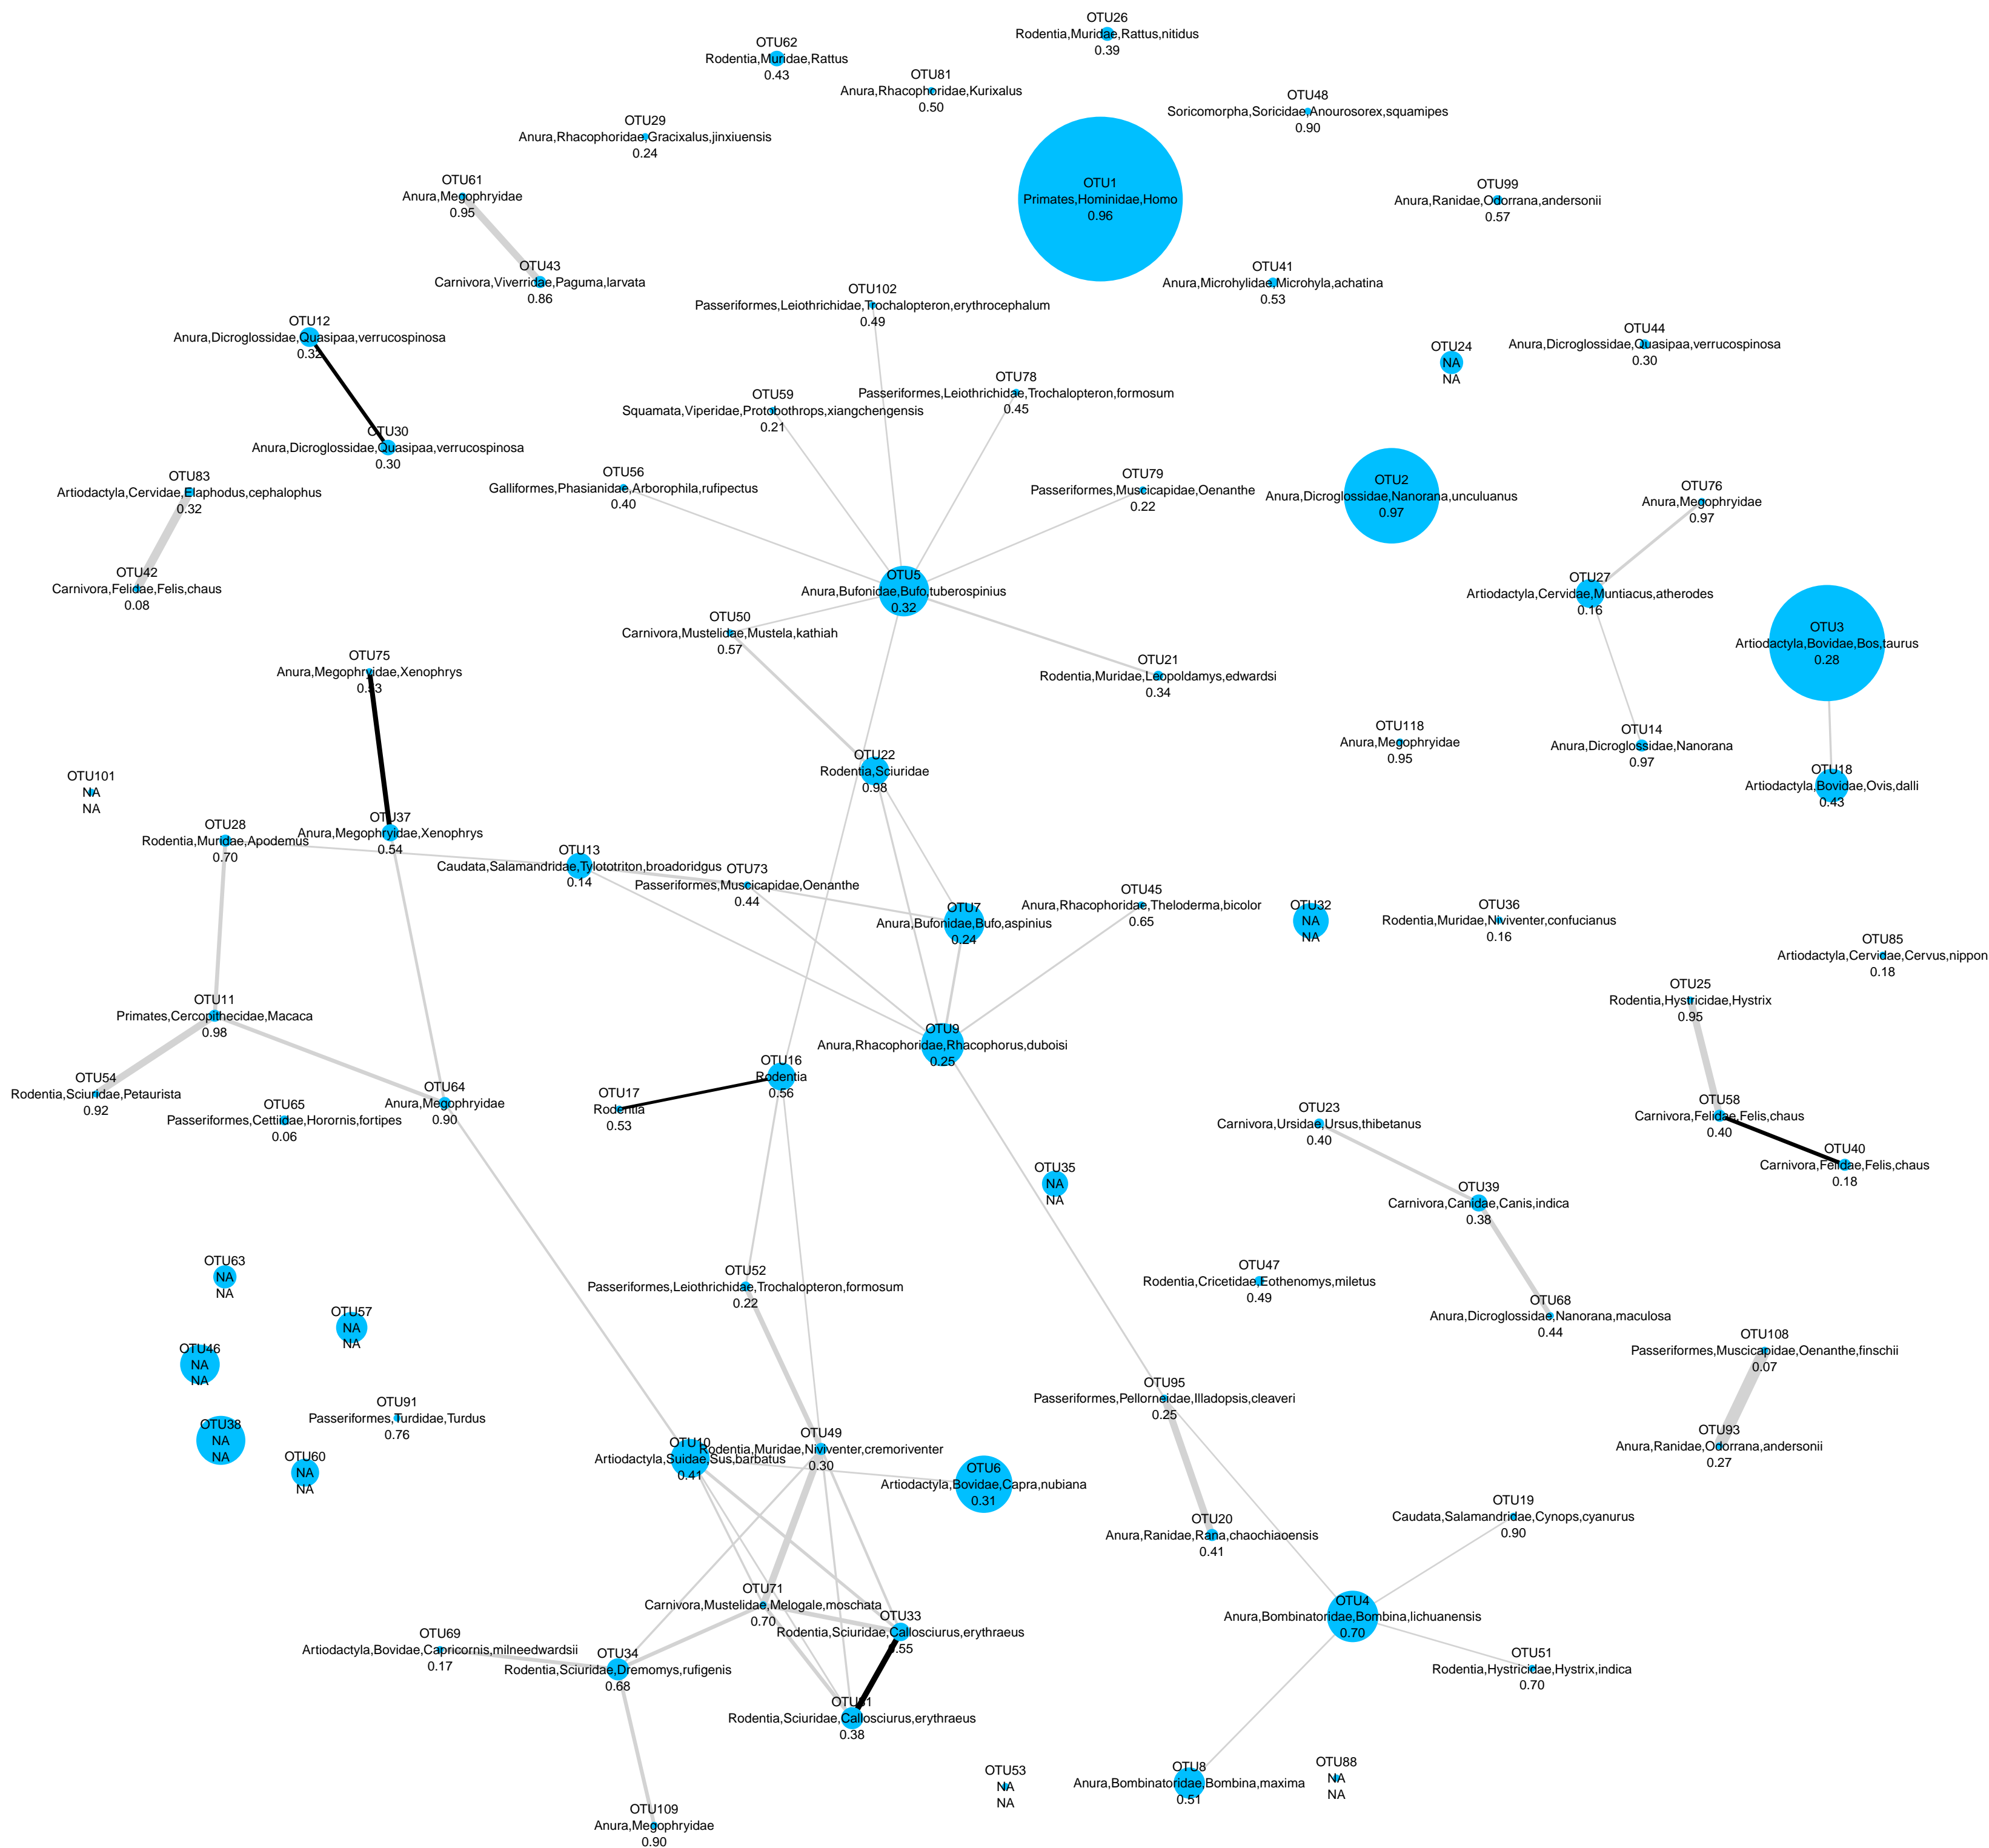 OTU26
Rodentia,Muridae,Rattus,nitidus
0.39
OTU62
Rodentia,Muridae,Rattus
0.43
OTU81
Anura,Rhacophoridae,Kurixalus
0.50
OTU48
Soricomorpha,Soricidae,Anourosorex,squamipes
0.90
OTU29
Anura,Rhacophoridae,Gracixalus,jinxiuensis
0.24
OTU61
Anura,Megophryidae
0.95
OTU1
Primates,Hominidae,Homo
0.96
OTU99
Anura,Ranidae,Odorrana,andersonii
0.57
OTU43
Carnivora,Viverridae,Paguma,larvata
0.86
OTU41
Anura,Microhylidae,Microhyla,achatina
0.53
OTU102
Passeriformes,Leiothrichidae,Trochalopteron,erythrocephalum
0.49
OTU12
Anura,Dicroglossidae,Quasipaa,verrucospinosa
0.32
OTU44
Anura,Dicroglossidae,Quasipaa,verrucospinosa
0.30
OTU24
NA
NA
OTU78
Passeriformes,Leiothrichidae,Trochalopteron,formosum
0.45
OTU59
Squamata,Viperidae,Protobothrops,xiangchengensis
0.21
OTU30
Anura,Dicroglossidae,Quasipaa,verrucospinosa
0.30
OTU83
Artiodactyla,Cervidae,Elaphodus,cephalophus
0.32
OTU56
Galliformes,Phasianidae,Arborophila,rufipectus
0.40
OTU79
Passeriformes,Muscicapidae,Oenanthe
0.22
OTU2
Anura,Dicroglossidae,Nanorana,unculuanus
0.97
OTU76
Anura,Megophryidae
0.97
OTU42
Carnivora,Felidae,Felis,chaus
0.08
OTU5
Anura,Bufonidae,Bufo,tuberospinius
0.32
OTU27
Artiodactyla,Cervidae,Muntiacus,atherodes
0.16
OTU50
Carnivora,Mustelidae,Mustela,kathiah
0.57
OTU3
Artiodactyla,Bovidae,Bos,taurus
0.28
OTU75
Anura,Megophryidae,Xenophrys
0.53
OTU21
Rodentia,Muridae,Leopoldamys,edwardsi
0.34
OTU118
Anura,Megophryidae
0.95
OTU14
Anura,Dicroglossidae,Nanorana
0.97
OTU22
Rodentia,Sciuridae
0.98
OTU18
Artiodactyla,Bovidae,Ovis,dalli
0.43
OTU101
NA
NA
OTU28
Rodentia,Muridae,Apodemus
0.70
OTU37
Anura,Megophryidae,Xenophrys
0.54
OTU13
Caudata,Salamandridae,Tylototriton,broadoridgus
0.14
OTU73
Passeriformes,Muscicapidae,Oenanthe
0.44
OTU45
Anura,Rhacophoridae,Theloderma,bicolor
0.65
OTU7
Anura,Bufonidae,Bufo,aspinius
0.24
OTU32
NA
NA
OTU36
Rodentia,Muridae,Niviventer,confucianus
0.16
OTU85
Artiodactyla,Cervidae,Cervus,nippon
0.18
OTU25
Rodentia,Hystricidae,Hystrix
0.95
OTU11
Primates,Cercopithecidae,Macaca
0.98
OTU9
Anura,Rhacophoridae,Rhacophorus,duboisi
0.25
OTU16
Rodentia
0.56
OTU54
Rodentia,Sciuridae,Petaurista
0.92
OTU64
Anura,Megophryidae
0.90
OTU17
Rodentia
0.53
OTU65
Passeriformes,Cettiidae,Horornis,fortipes
0.06
OTU23
Carnivora,Ursidae,Ursus,thibetanus
0.40
OTU58
Carnivora,Felidae,Felis,chaus
0.40
OTU40
Carnivora,Felidae,Felis,chaus
0.18
OTU35
NA
NA
OTU39
Carnivora,Canidae,Canis,indica
0.38
OTU63
NA
NA
OTU52
Passeriformes,Leiothrichidae,Trochalopteron,formosum
0.22
OTU47
Rodentia,Cricetidae,Eothenomys,miletus
0.49
OTU68
Anura,Dicroglossidae,Nanorana,maculosa
0.44
OTU57
NA
NA
OTU46
NA
NA
OTU108
Passeriformes,Muscicapidae,Oenanthe,finschii
0.07
OTU95
Passeriformes,Pellorneidae,Illadopsis,cleaveri
0.25
OTU91
Passeriformes,Turdidae,Turdus
0.76
OTU38
NA
NA
OTU93
Anura,Ranidae,Odorrana,andersonii
0.27
OTU49
Rodentia,Muridae,Niviventer,cremoriventer
0.30
OTU10
Artiodactyla,Suidae,Sus,barbatus
0.41
OTU60
NA
NA
OTU6
Artiodactyla,Bovidae,Capra,nubiana
0.31
OTU19
Caudata,Salamandridae,Cynops,cyanurus
0.90
OTU20
Anura,Ranidae,Rana,chaochiaoensis
0.41
OTU71
Carnivora,Mustelidae,Melogale,moschata
0.70
OTU4
Anura,Bombinatoridae,Bombina,lichuanensis
0.70
OTU33
Rodentia,Sciuridae,Callosciurus,erythraeus
0.55
OTU69
Artiodactyla,Bovidae,Capricornis,milneedwardsii
0.17
OTU34
Rodentia,Sciuridae,Dremomys,rufigenis
0.68
OTU51
Rodentia,Hystricidae,Hystrix,indica
0.70
OTU31
Rodentia,Sciuridae,Callosciurus,erythraeus
0.38
OTU53
NA
NA
OTU8
Anura,Bombinatoridae,Bombina,maxima
0.51
OTU88
NA
NA
OTU109
Anura,Megophryidae
0.90